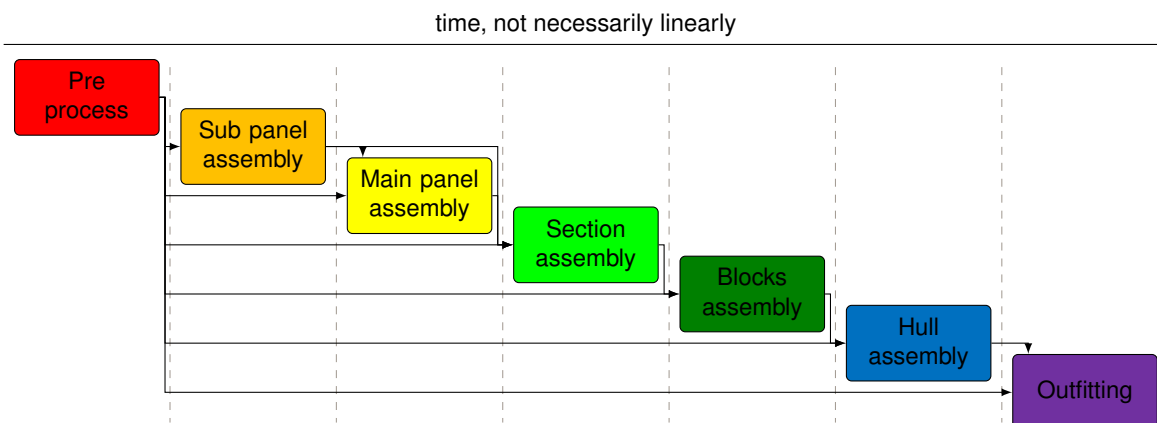 time, not necessarily linearly
Pre
process
Sub panel
assembly
Main panel
assembly
Section
assembly
Blocks
assembly
Hull
assembly
Outfitting